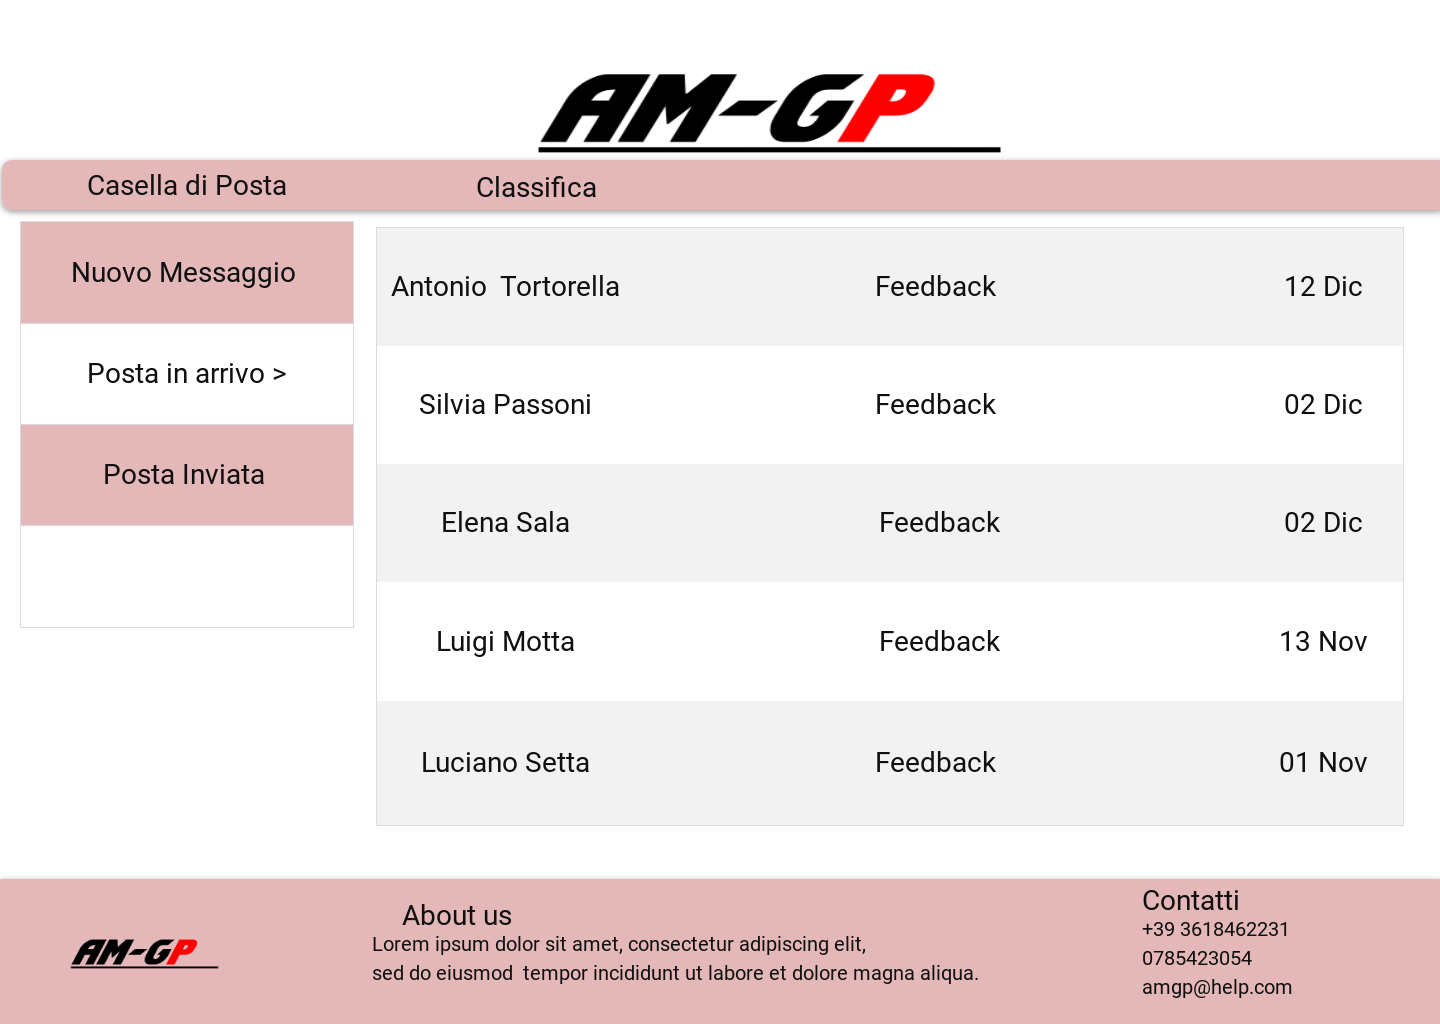 AM-GP
Casella di Posta
Classifica
Nuovo Messaggio
Posta in arrivo >
Posta Inviata
Antonio  Tortorella Feedback 12 Dic
Silvia Passoni Feedback 02 Dic
Elena Sala Feedback 02 Dic
Luigi Motta Feedback 13 Nov
Luciano Setta Feedback 01 Nov
AM-GP
About us
Lorem ipsum dolor sit amet, consectetur adipiscing elit,
sed do eiusmod  tempor incididunt ut labore et dolore magna aliqua.
Contatti
+39 3618462231
0785423054
amgp@help.com